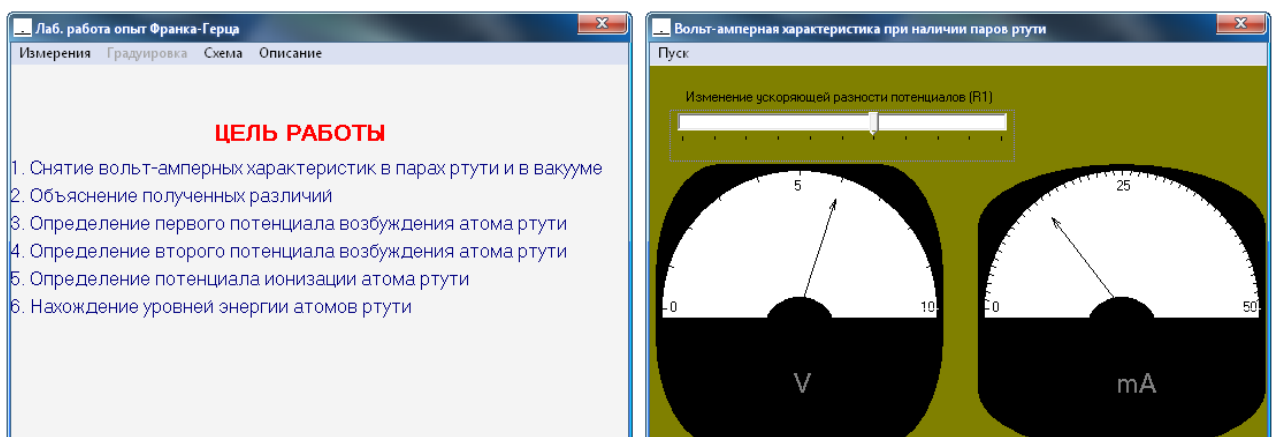 Лаб. работа опыт Франка-Герца
Измерения Градуировка Схема Описание
ЦЕЛЬ РАБОТЫ
1. Снятие вольт-амперных характеристик в парах ртути и в вакууме
2. Объяснение полученных различий
3. Определение первого потенциала возбуждения атома ртути
4. Определение второго потенциала возбуждения атома ртути
5. Определение потенциала ионизации атома ртути
6. Нахождение уровней энергии атомов ртути
Вольт-амперная характеристика при наличии паров ртути
Пуск
Изменение ускоряющей разности потенциалов (R1)
5
0
10
V
25
0
50
mA